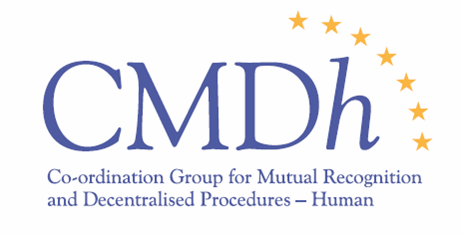 CMDh
Co-ordination Group for Mutual Recognition
and Decentralised Procedures – Human